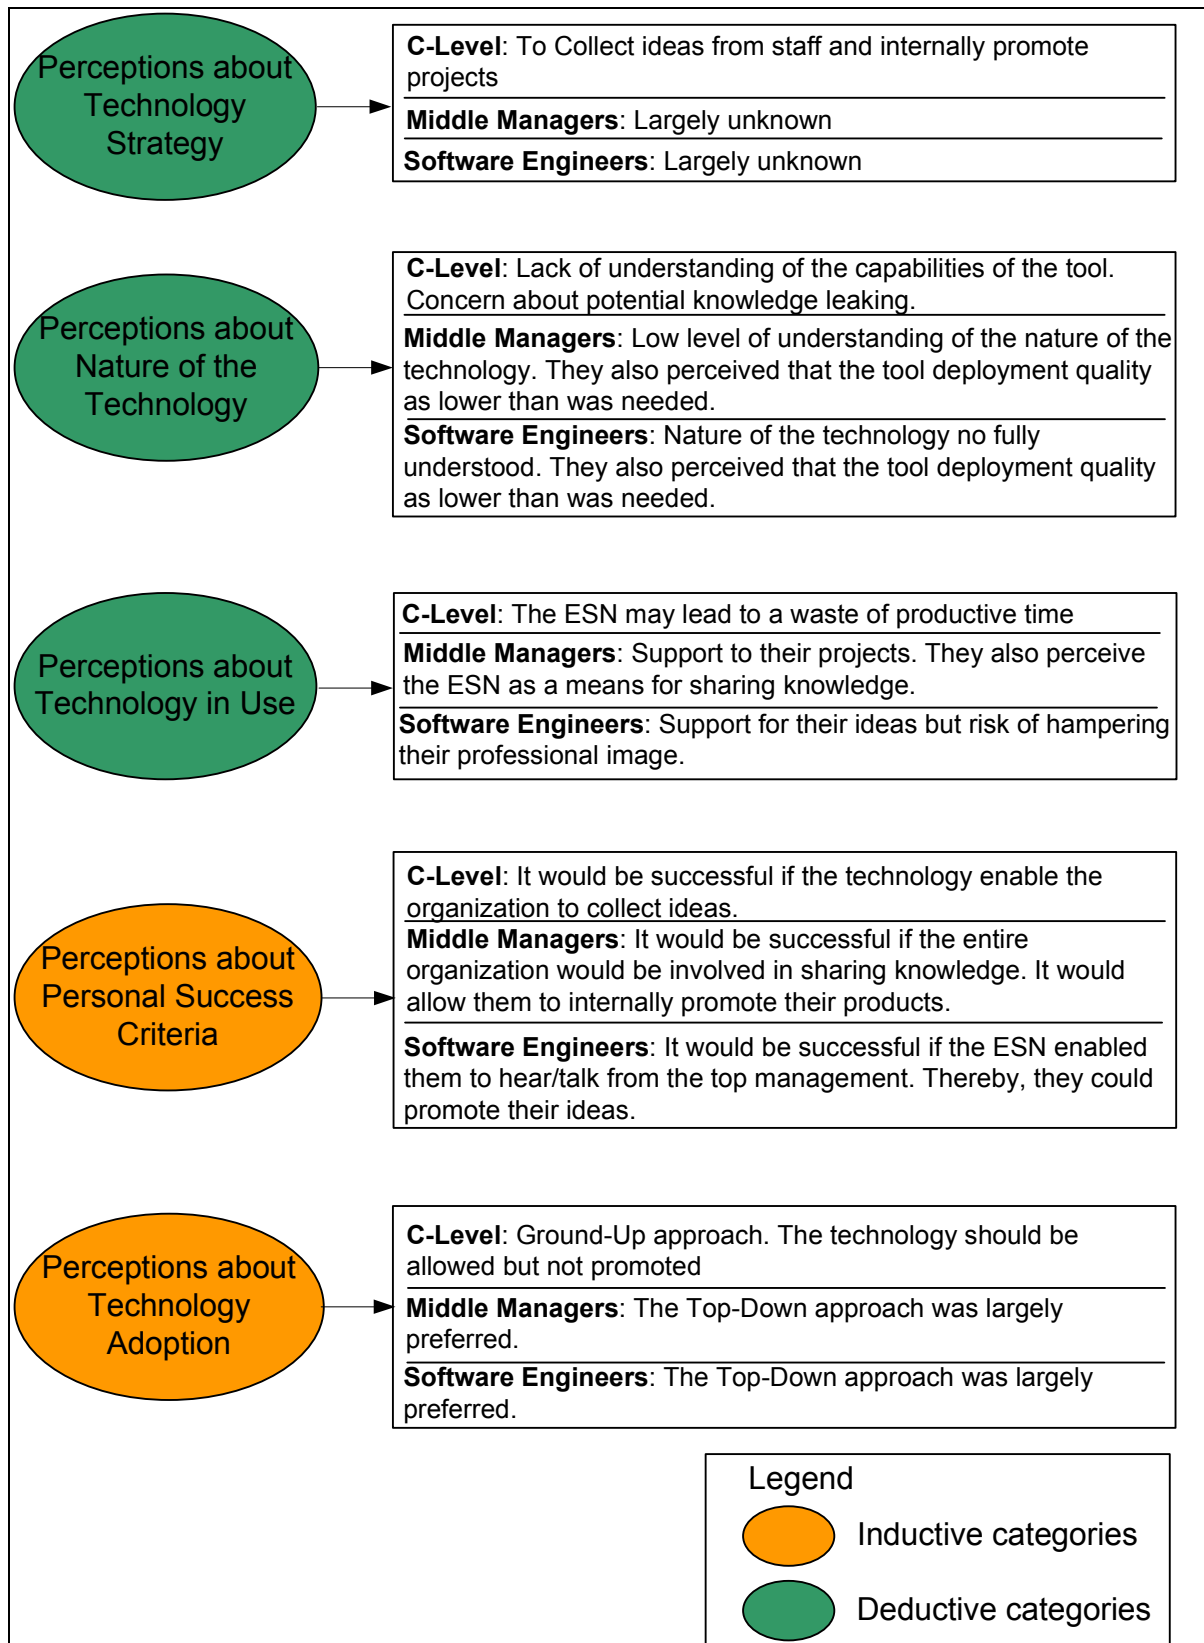 Perceptions about
Technology
Strategy
C-Level: To Collect ideas from staff and internally promote
projects
Middle Managers: Largely unknown
Software Engineers: Largely unknown
Perceptions about
Nature of the
Technology
C-Level: Lack of understanding of the capabilities of the tool.
Concern about potential knowledge leaking.
Middle Managers: Low level of understanding of the nature of the
technology. They also perceived that the tool deployment quality
as lower than was needed.
Software Engineers: Nature of the technology no fully
understood. They also perceived that the tool deployment quality
as lower than was needed.
Perceptions about
Technology in Use
C-Level: The ESN may lead to a waste of productive time
Middle Managers: Support to their projects. They also perceive
the ESN as a means for sharing knowledge.
Software Engineers: Support for their ideas but risk of hampering
their professional image.
Perceptions about
Personal Success
Criteria
C-Level: It would be successful if the technology enable the
organization to collect ideas.
Middle Managers: It would be successful if the entire
organization would be involved in sharing knowledge. It would
allow them to internally promote their products.
Software Engineers: It would be successful if the ESN enabled
them to hear/talk from the top management. Thereby, they could
promote their ideas.
Perceptions about
Technology
Adoption
C-Level: Ground-Up approach. The technology should be
allowed but not promoted
Middle Managers: The Top-Down approach was largely
preferred.
Software Engineers: The Top-Down approach was largely
preferred.
Legend
Inductive categories
Deductive categories